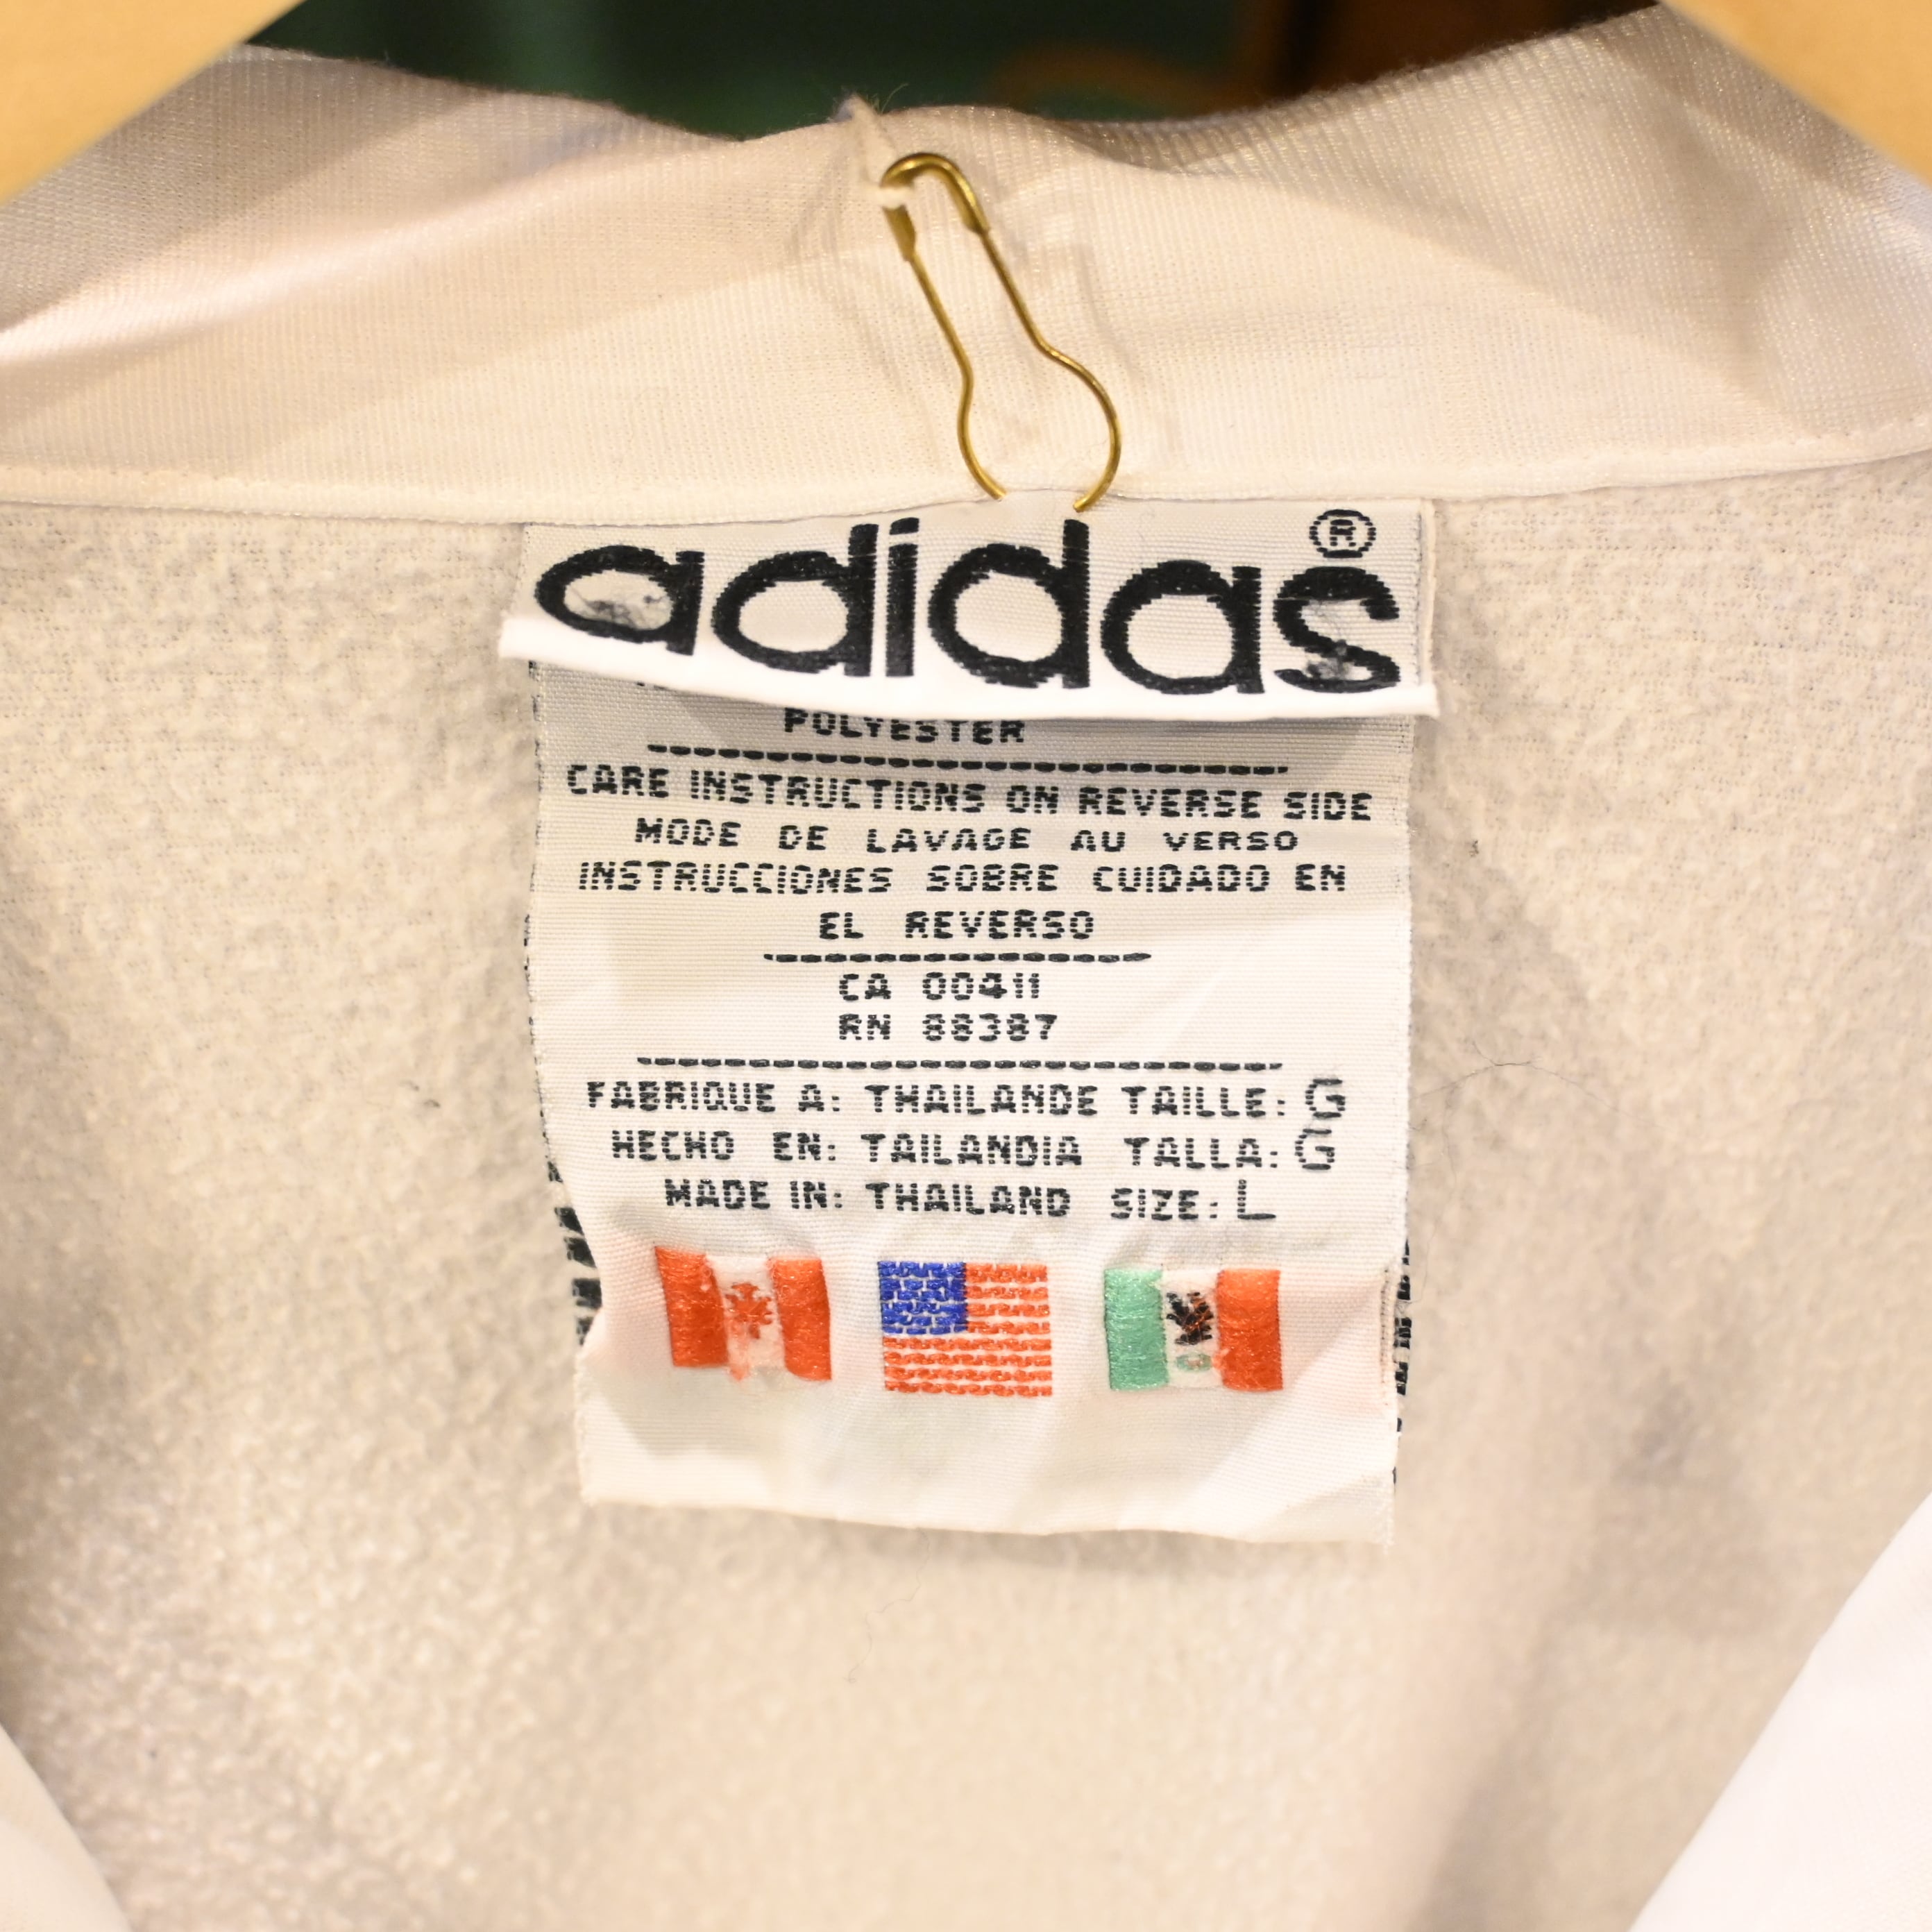 adidas®
POLYESTER
CARE INSTRUCTIONS ON REVERSE SIDE
MODE DE LAVAGE AU VERSO
INSTRUCCIONES SOBRE CUIDADO EN
EL REVERSO
CA 00411
RN 88387
FABRIQUE A: THAILANDE TAILLE: G
HECHO EN: TAILANDIA TALLA: G
MADE IN: THAILAND SIZE: L